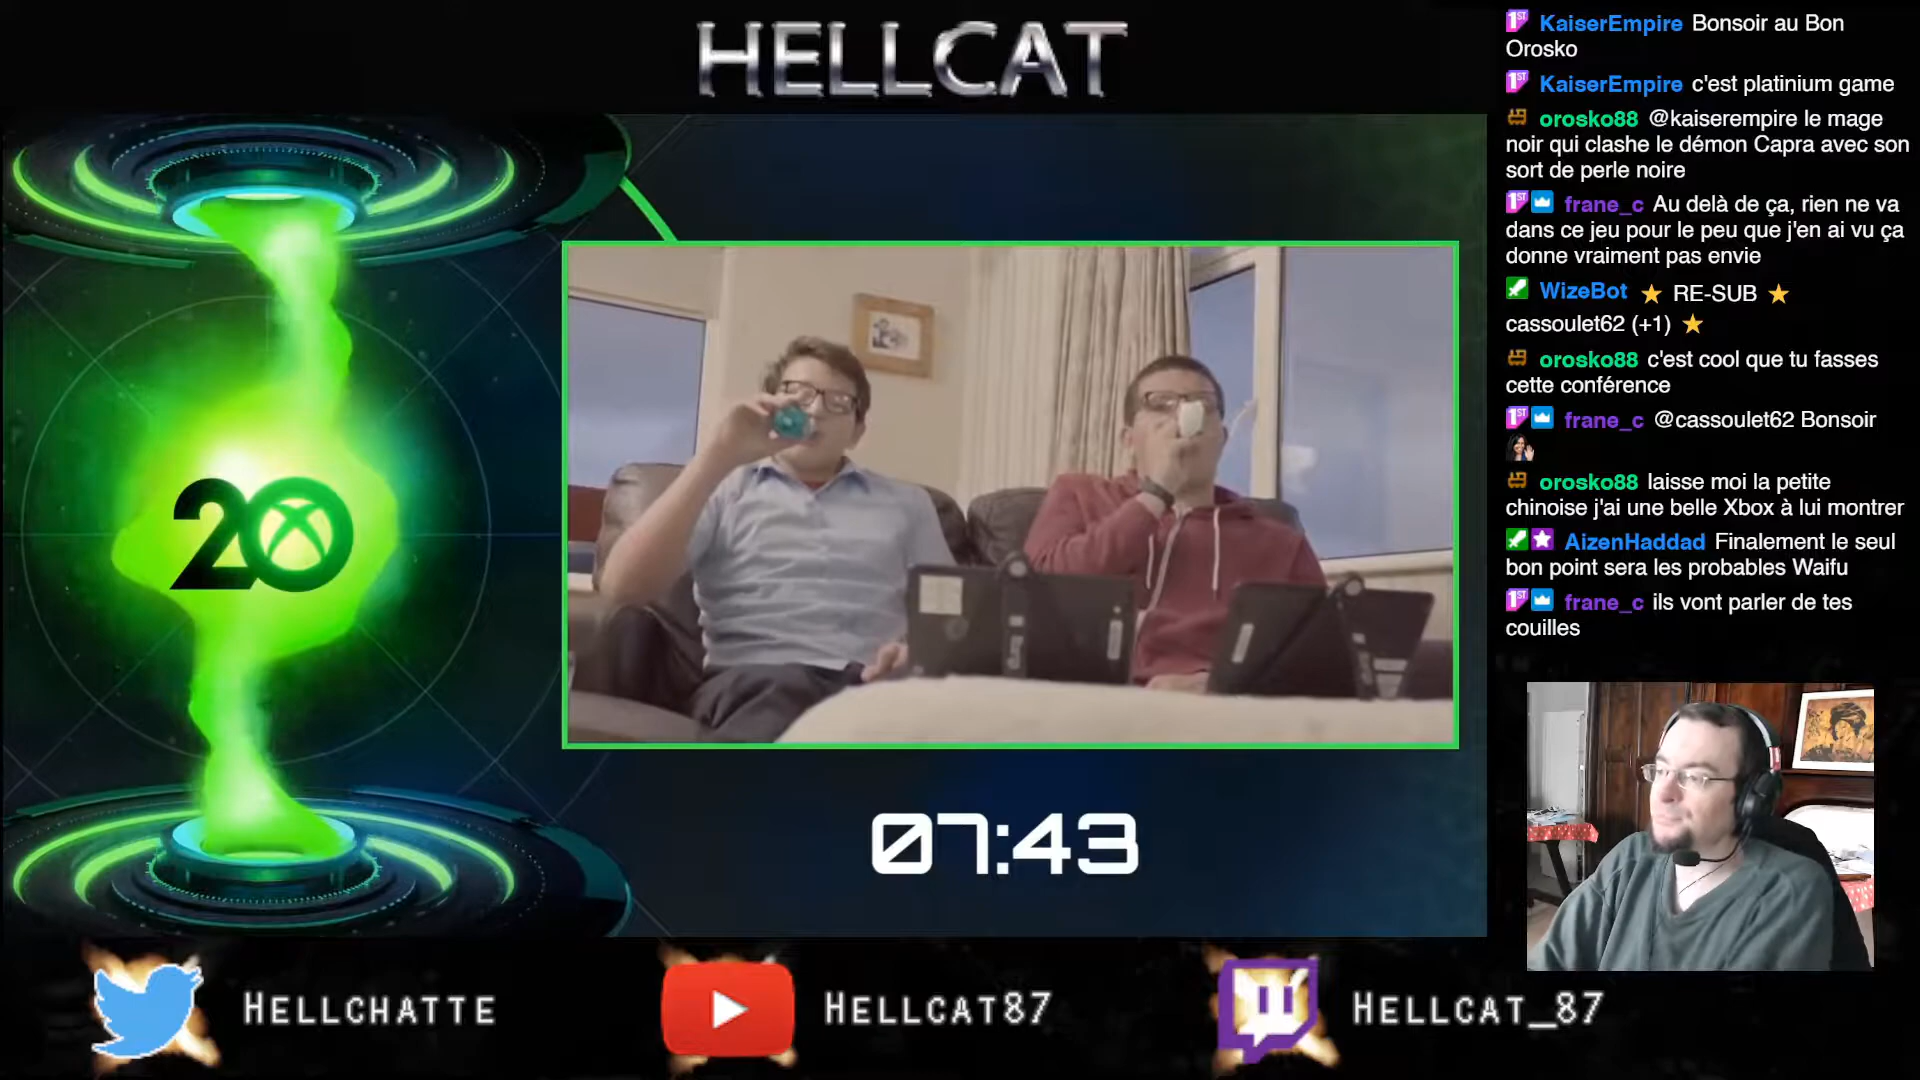 HELLCAT
KaiserEmpire Bonsoir au Bon
Orosko
KaiserEmpire c'est platinium game
orosko88 @kaiserempire le mage
noir qui clashe le démon Capra avec son
sort de perle noire
frane_c Au delà de ça, rien ne va
dans ce jeu pour le peu que j'en ai vu ça
donne vraiment pas envie
WizeBot RE-SUB
cassoulet62 (+1)
orosko88 c'est cool que tu fasses
cette conférence
frane_c @cassoulet62 Bonsoir
orosko88 laisse moi la petite
chinoise j'ai une belle Xbox à lui montrer
AizenHaddad Finalement le seul
bon point sera les probables Waifu
frane_c ils vont parler de tes
couilles
20
07:43
HELLCHATTE
HELLCAT87
HELLCAT_87